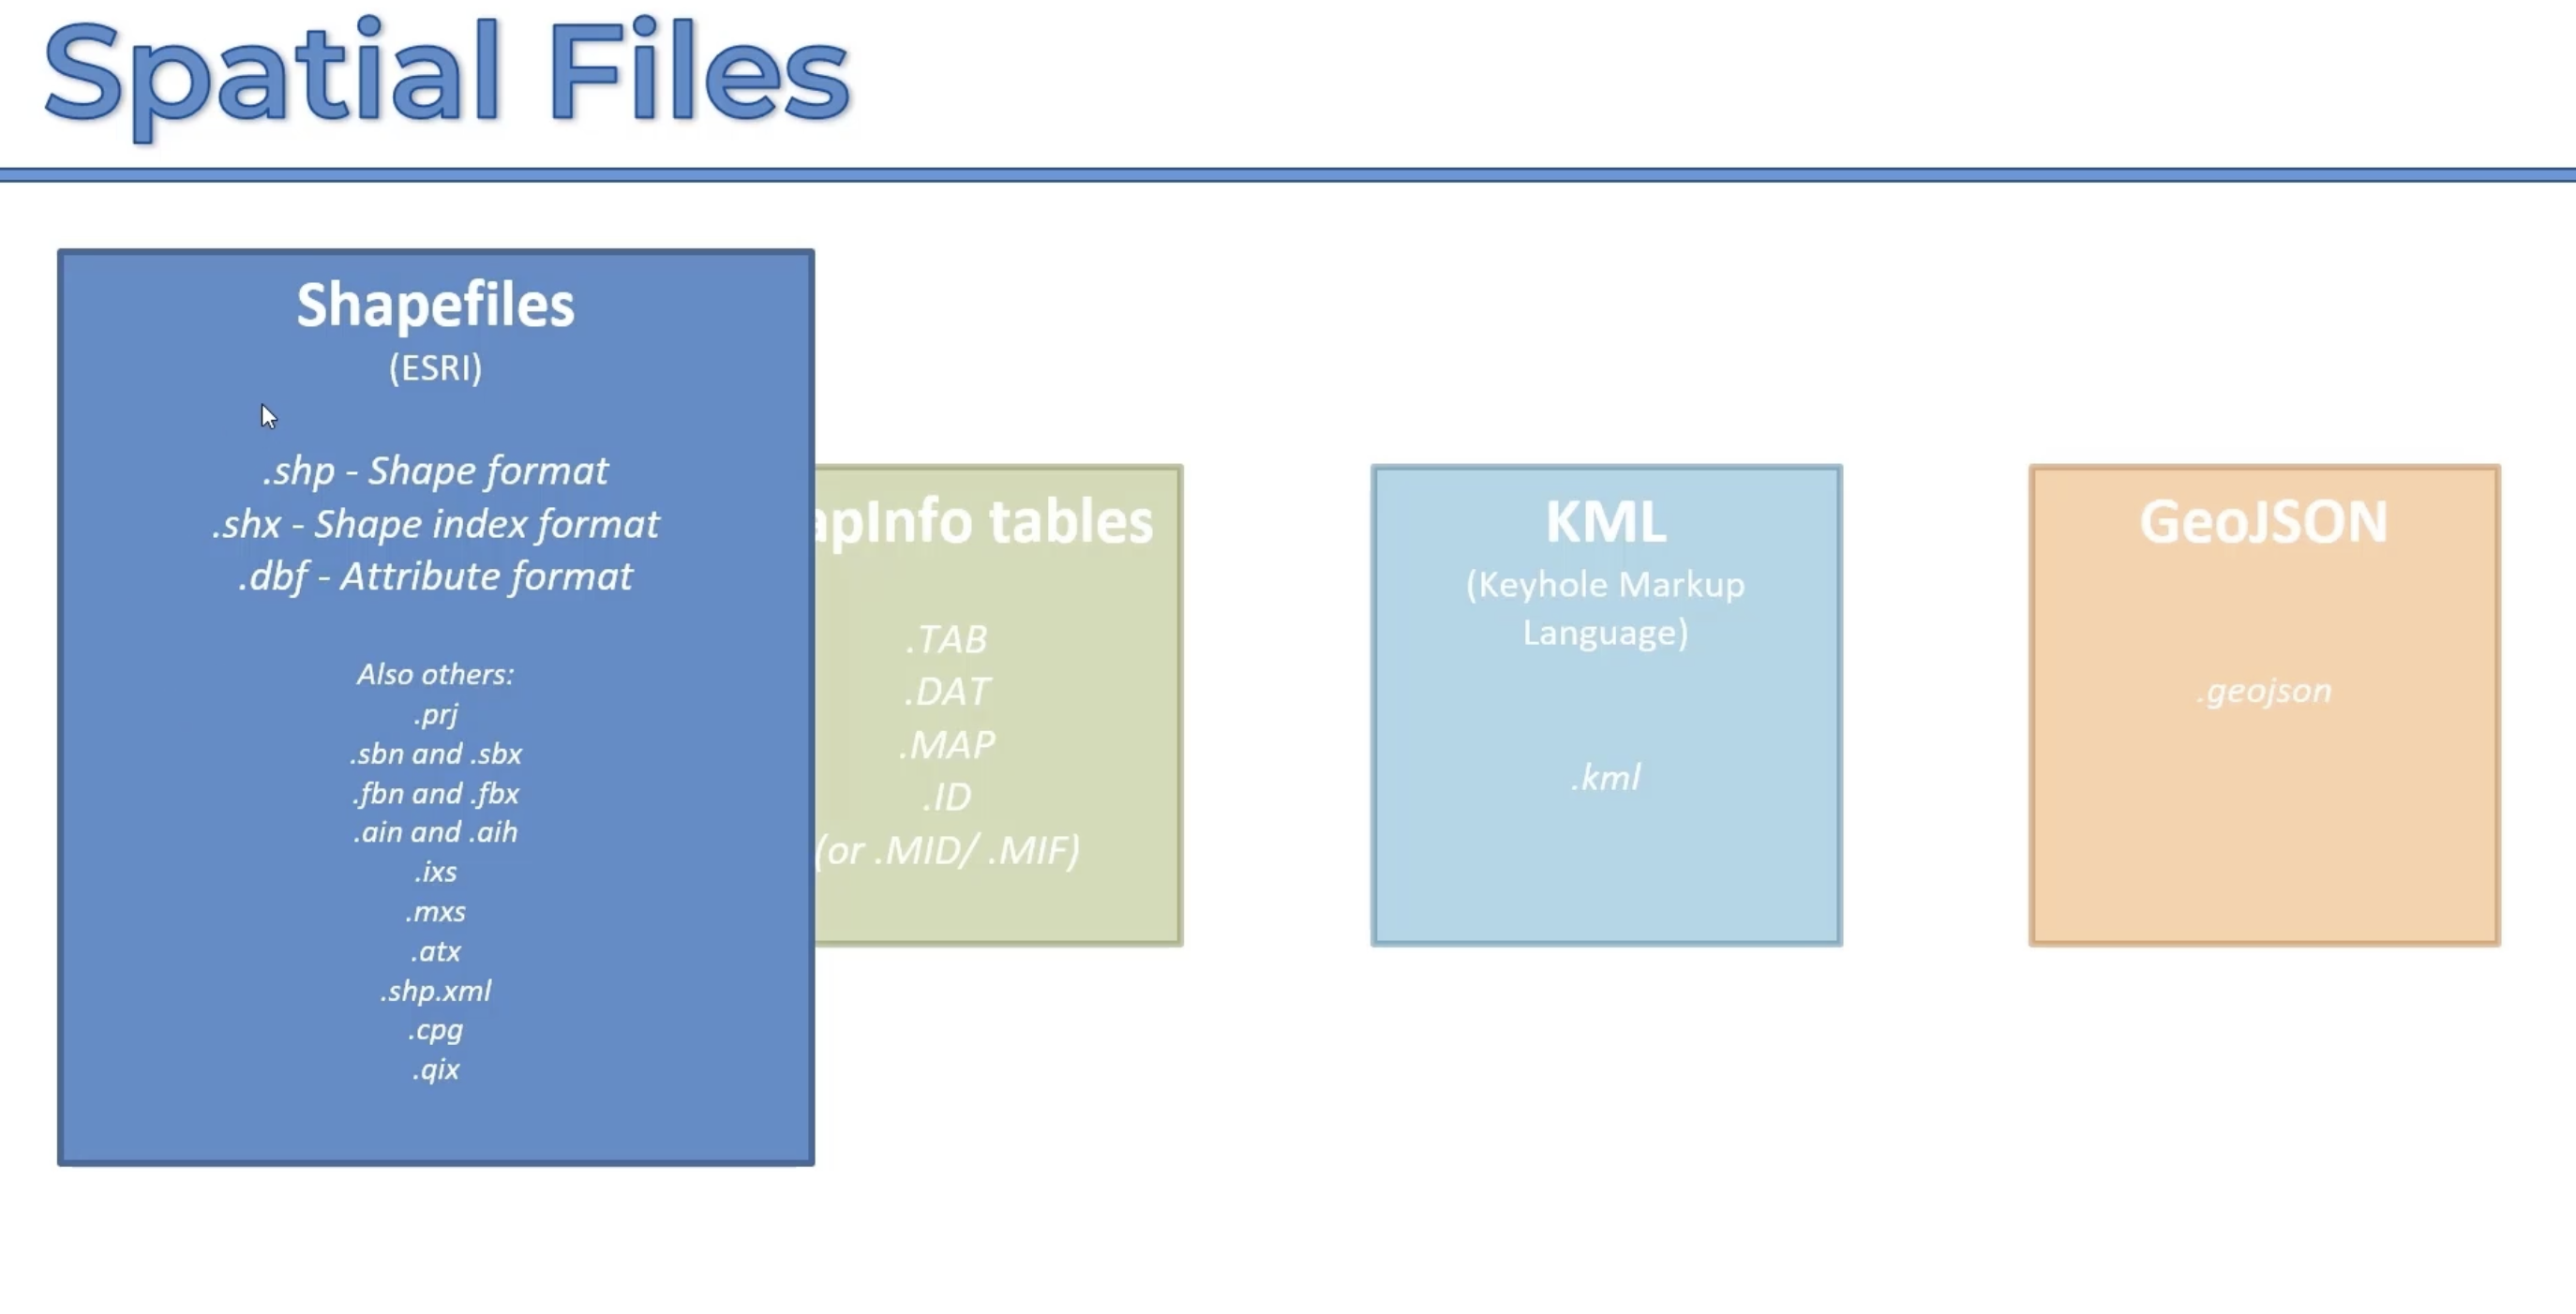 Spatial Files
Shapefiles
(ESRI)
.shp - Shape format
.shx - Shape index format
.dbf - Attribute format
Also others:
.prj
.sbn and .sbx
.fbn and .fbx
.ain and .aih
.ixs
.mxs
.atx
.shp.xml
.cpg
.qix
apInfo tables
.TAB
.DAT
.MAP
.ID
(or .MID/ .MIF)
KML
(Keyhole Markup
Language)
.kml
GeoJSON
.geojson